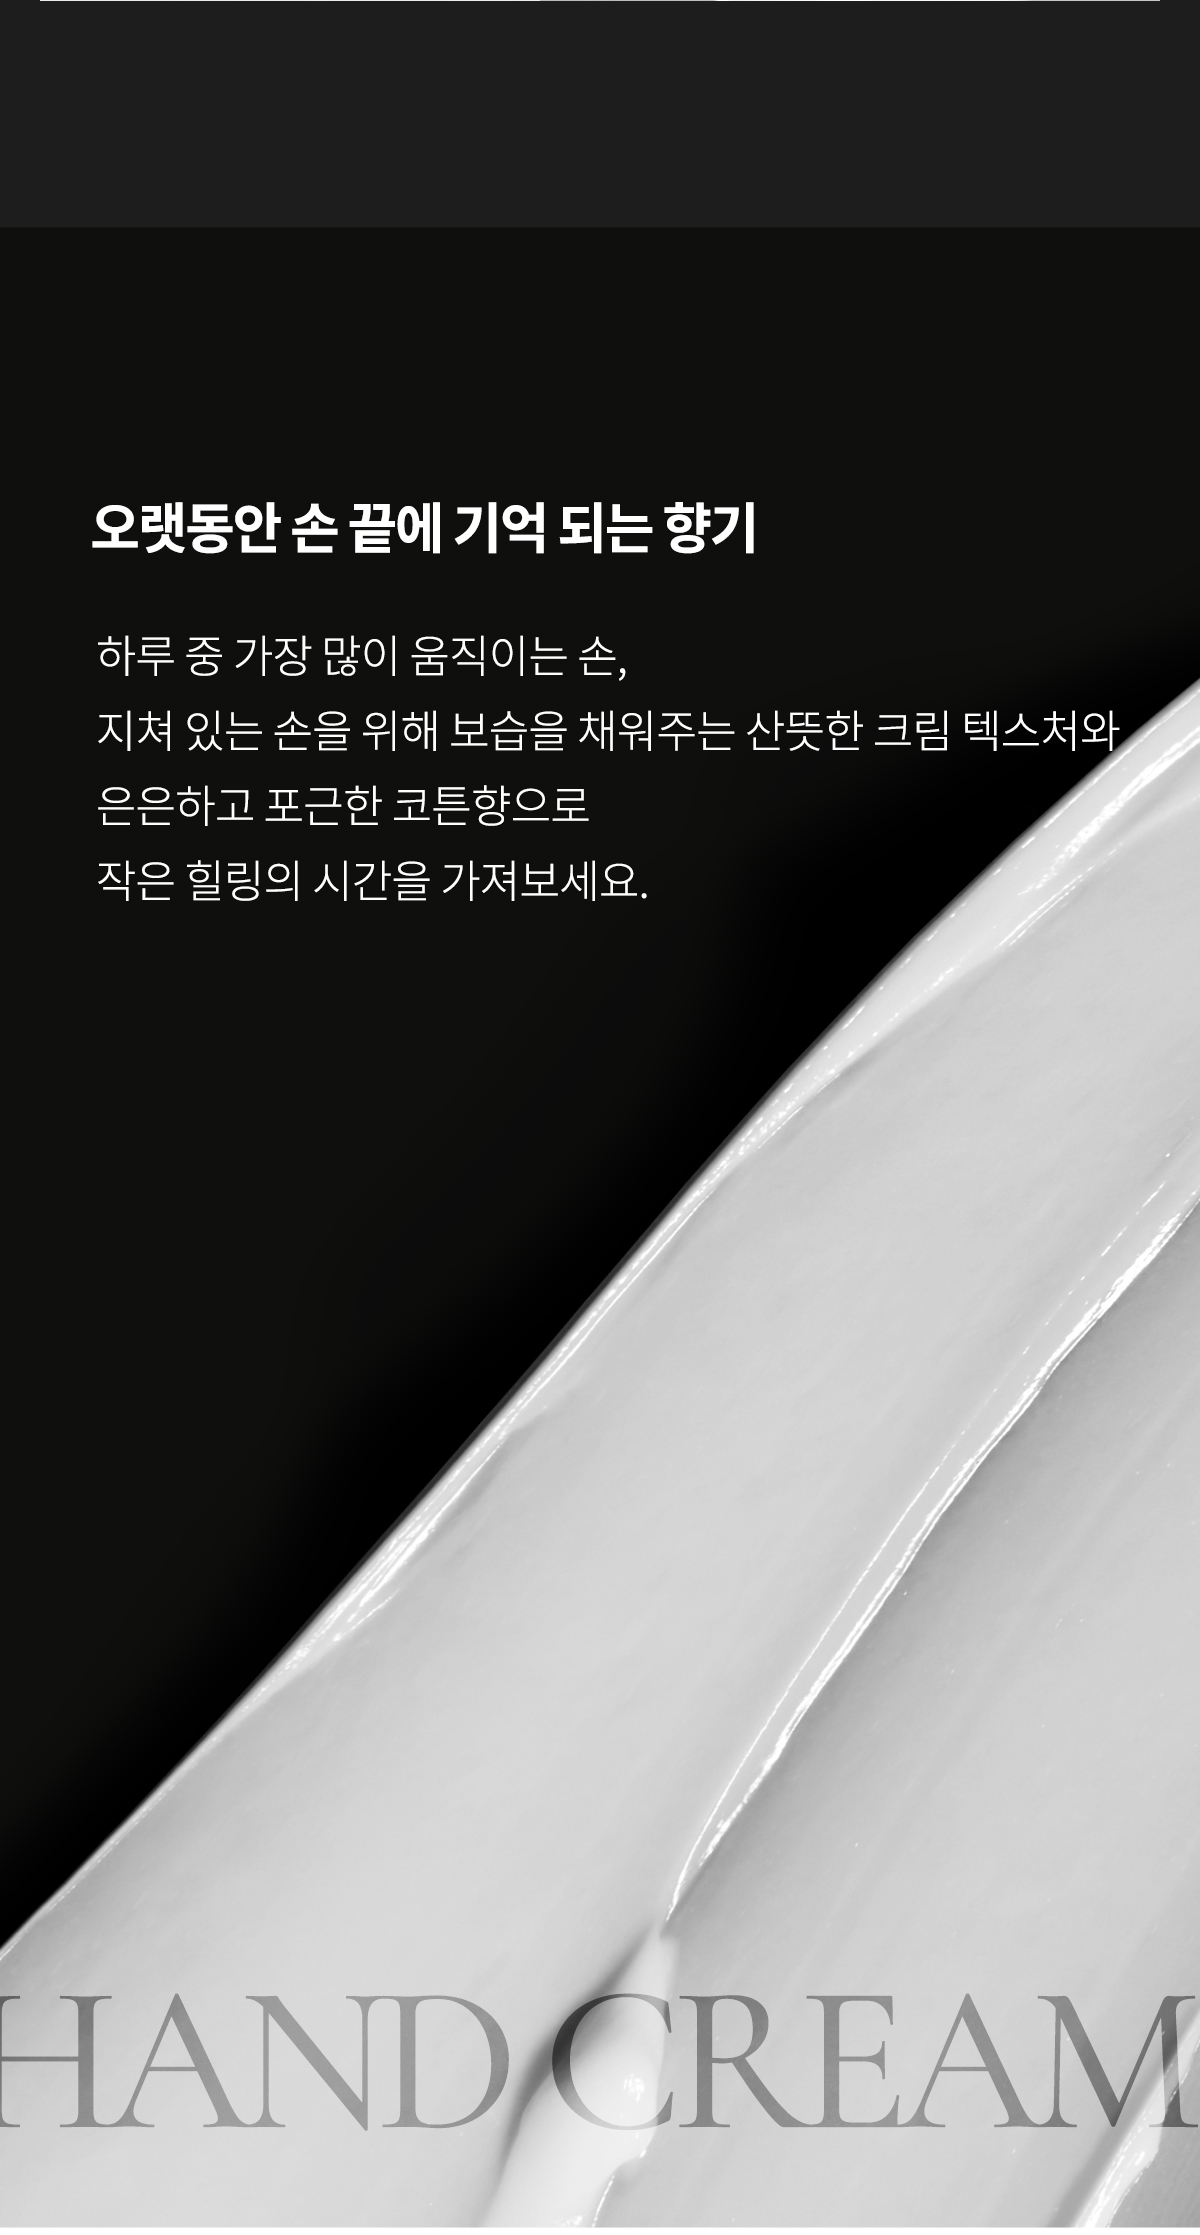 오랫동안 손 끝에 기억 되는 향기
하루 중 가장 많이 움직이는 손,
지쳐 있는 손을 위해 보습을 채워주는 산뜻한 크림 텍스처와
은은하고 포근한 코튼향으로
작은 힐링의 시간을 가져보세요.
HAND CREAM